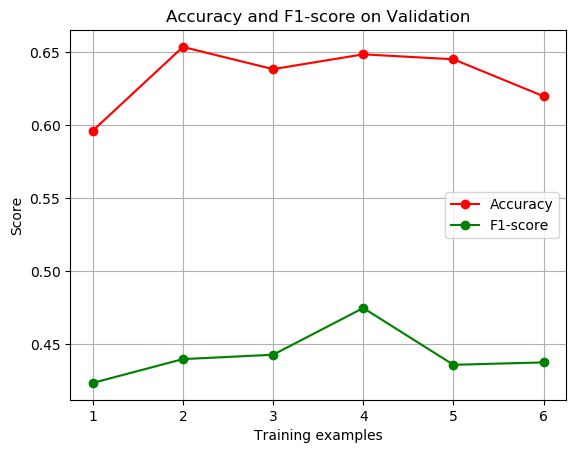 Accuracy and F1-score on Validation
Score
0.65
0.60
0.55
0.50
0.45
Accuracy
F1-score
1 2 3 4 5 6
Training examples